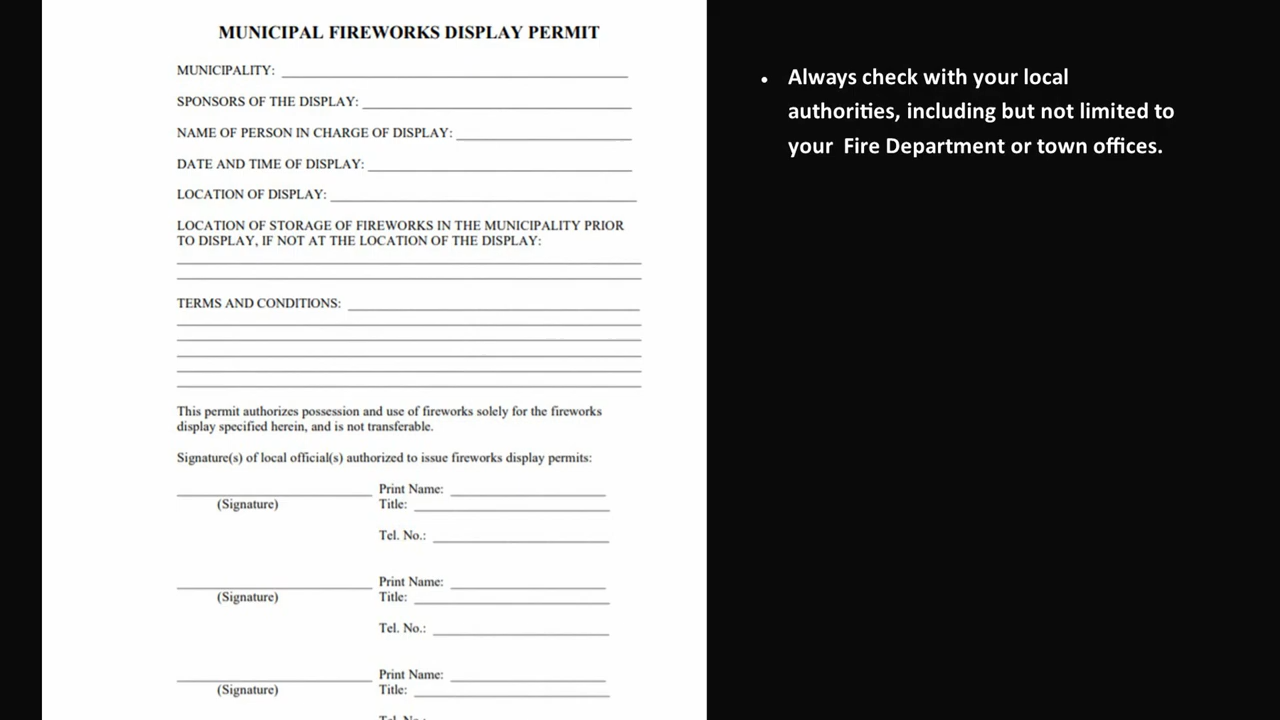 MUNICIPAL FIREWORKS DISPLAY PERMIT
MUNICIPALITY:
SPONSORS OF THE DISPLAY:
NAME OF PERSON IN CHARGE OF DISPLAY:
DATE AND TIME OF DISPLAY:
LOCATION OF DISPLAY:
LOCATION OF STORAGE OF FIREWORKS IN THE MUNICIPALITY PRIOR
TO DISPLAY, IF NOT AT THE LOCATION OF THE DISPLAY:
TERMS AND CONDITIONS:
This permit authorizes possession and use of fireworks solely for the fireworks
display specified herein, and is not transferable.
Signature(s) of local official(s) authorized to issue fireworks display permits:
Print Name:
(Signature) Title:
Tel. No.:
Print Name:
(Signature) Title:
Tel. No.:
Print Name:
(Signature) Title:
Tel. No.:
• Always check with your local
authorities, including but not limited to
your Fire Department or town offices.